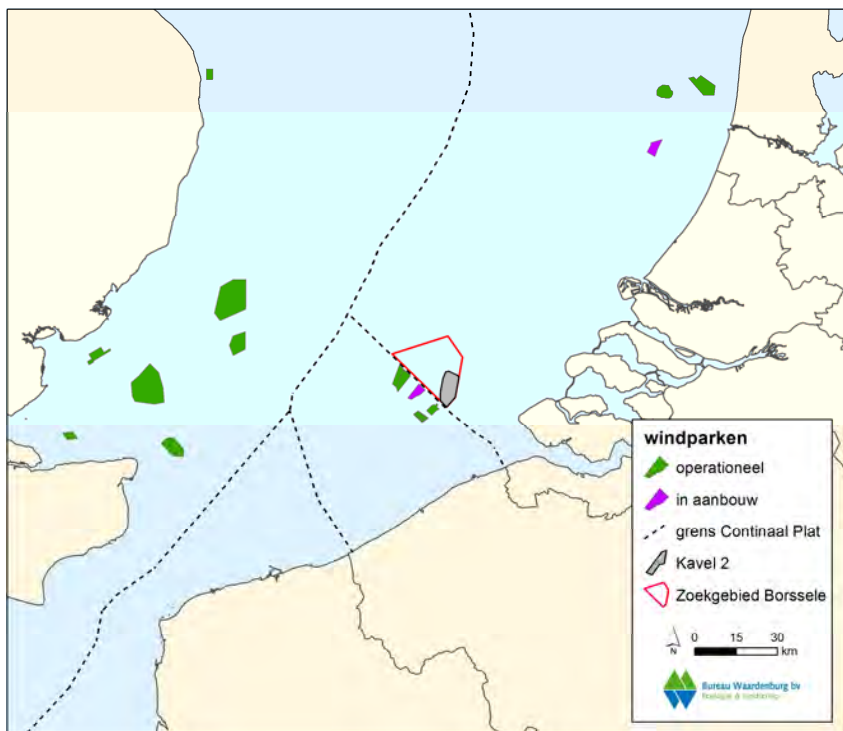 windparken
operationeel
in aanbouw
grens Continaal Plat
Kavel 2
Zoekgebied Borssele
N
0 15 30
km
Bureau Waardenburg bv